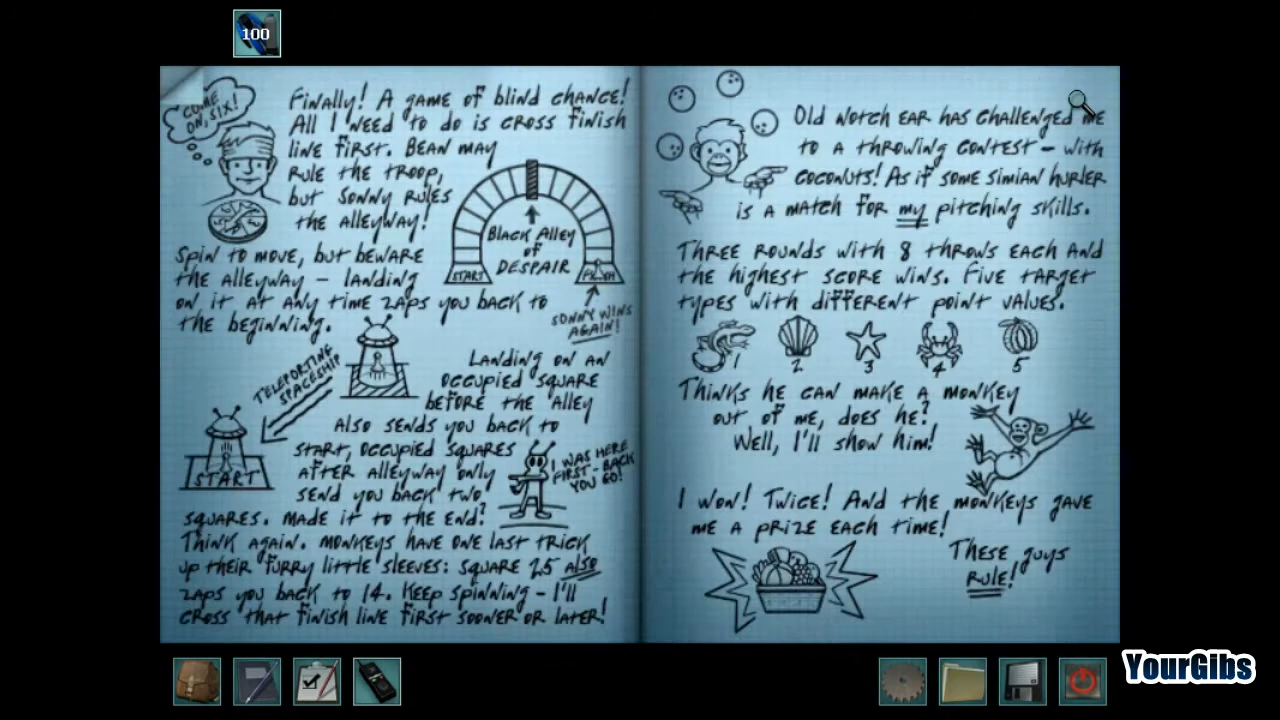 100
COME
ON, SIX!
Finally! A game of blind chance!
All I need to do is cross finish
line first. Bean may
rule the troop,
but Sonny rules
the alleyway!
Black Alley
of
DESPAIR
START
FINISH
SONNY WINS
AGAIN!
Spin to move, but beware
the alleyway - landing
on it at any time zaps you back to
the beginning.
TELEPORTING
SPACESHIP
START
Landing on an
occupied square
before the alley
also sends you back to
start, occupied squares
after alleyway only
send you back two
squares. Made it to the end?
Think again. Monkeys have one last trick
up their furry little sleeves: square 25 also
zaps you back to 14. Keep spinning - I'll
cross that finish line first sooner or later!
I WAS HERE
FIRST - BACK
YOU GO!
Old Notch Ear has challenged me
to a throwing contest - with
coconuts! As if some simian hurler
is a match for my pitching skills.
Three rounds with 8 throws each and
the highest score wins. Five target
types with different point values.
1 2 3 4 5
Thinks he can make a monkey
out of me, does he?
Well, I'll show him!
I won! Twice! And the monkeys gave
me a prize each time!
These guys
rule!
YourGibs